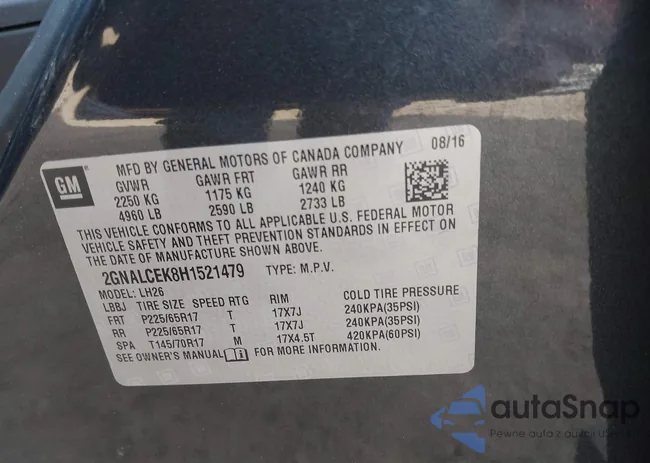 GM
MFD BY GENERAL MOTORS OF CANADA COMPANY 08/16
GVWR GAWR FRT GAWR RR
2250 KG 1175 KG 1240 KG
4960 LB 2590 LB 2733 LB
THIS VEHICLE CONFORMS TO ALL APPLICABLE U.S. FEDERAL MOTOR
VEHICLE SAFETY AND THEFT PREVENTION STANDARDS IN EFFECT ON
THE DATE OF MANUFACTURE SHOWN ABOVE.
2GNALCEK8H1521479 TYPE: M.P.V.
MODEL: LH26
LBBJ TIRE SIZE SPEED RTG RIM COLD TIRE PRESSURE
FRT P225/65R17 T 17X7J 240KPA(35PSI)
RR P225/65R17 T 17X7J 240KPA(35PSI)
SPA T145/70R17 M 17X4.5T 420KPA(60PSI)
SEE OWNER'S MANUAL FOR MORE INFORMATION.
autoSnap
Pewne auta z aukcji i USA